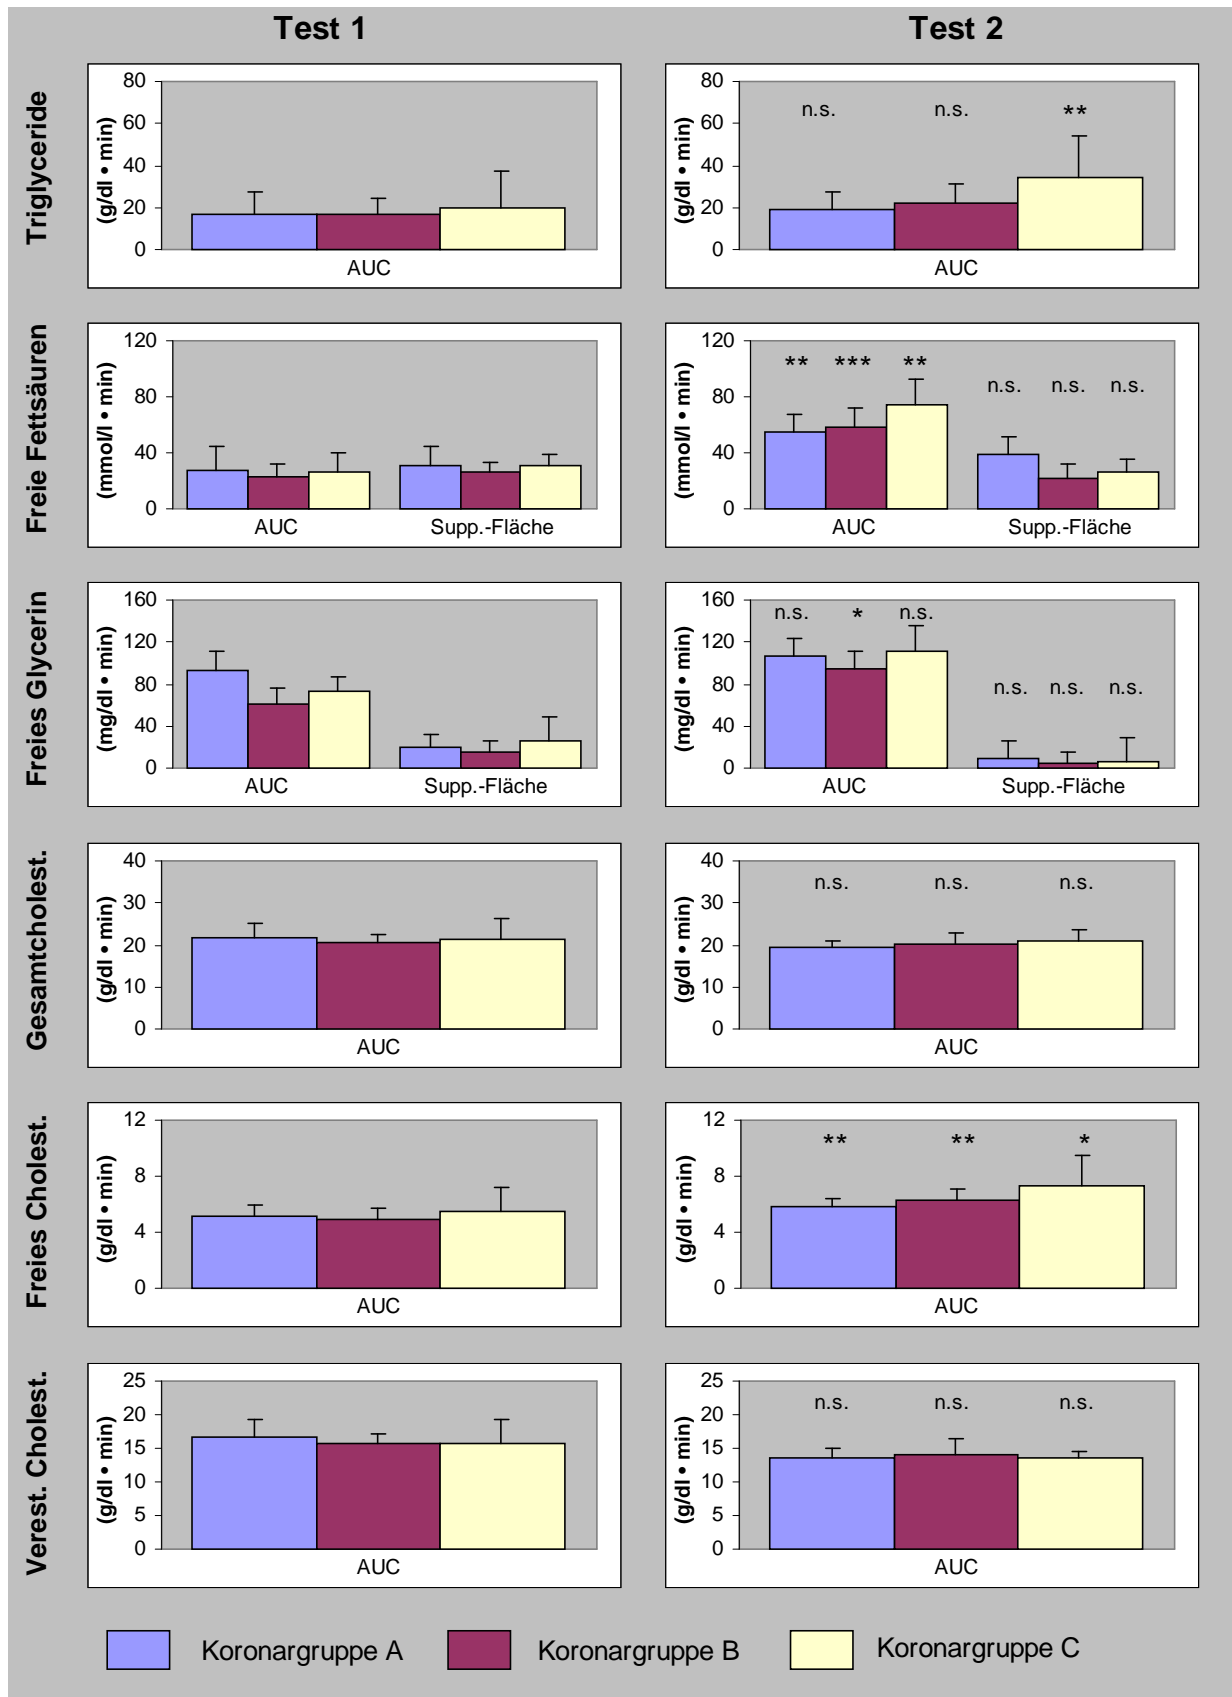 Test 1
Test 2
Triglyceride
(g/dl • min)
80
60
40
20
0
AUC
(g/dl • min)
80
60
40
20
0
n.s.
n.s.
**
AUC
Freie Fettsäuren
(mmol/l • min)
120
80
40
0
AUC
Supp.-Fläche
(mmol/l • min)
120
80
40
0
** *** **
n.s. n.s. n.s.
AUC
Supp.-Fläche
Freies Glycerin
(mg/dl • min)
160
120
80
40
0
AUC
Supp.-Fläche
(mg/dl • min)
160
120
80
40
0
n.s. * n.s.
n.s. n.s. n.s.
AUC
Supp.-Fläche
Gesamtcholest.
(g/dl • min)
40
30
20
10
0
AUC
(g/dl • min)
40
30
20
10
0
n.s.
n.s.
n.s.
AUC
Freies Cholest.
(g/dl • min)
12
8
4
0
AUC
(g/dl • min)
12
8
4
0
**
**
*
AUC
Verest. Cholest.
(g/dl • min)
25
20
15
10
5
0
AUC
(g/dl • min)
25
20
15
10
5
0
n.s.
n.s.
n.s.
AUC
Koronargruppe A
Koronargruppe B
Koronargruppe C